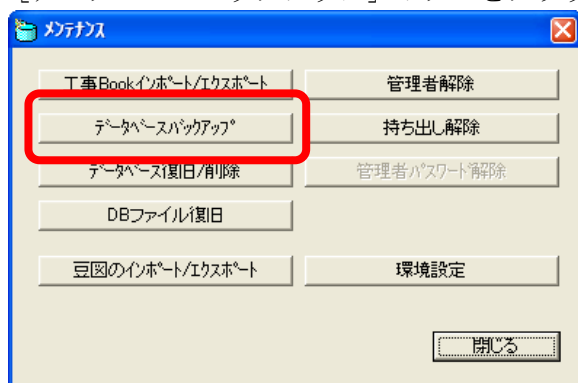 ﾒﾝﾃﾅﾝｽ
工事Bookｲﾝﾎﾟｰﾄ/ｴｸｽﾎﾟｰﾄ
管理者解除
ﾃﾞｰﾀﾍﾞｰｽﾊﾞｯｸｱｯﾌﾟ
持ち出し解除
ﾃﾞｰﾀﾍﾞｰｽ復旧/削除
管理者ﾊﾟｽﾜｰﾄﾞ解除
DBファイル復旧
豆図のｲﾝﾎﾟｰﾄ/ｴｸｽﾎﾟｰﾄ
環境設定
閉じる